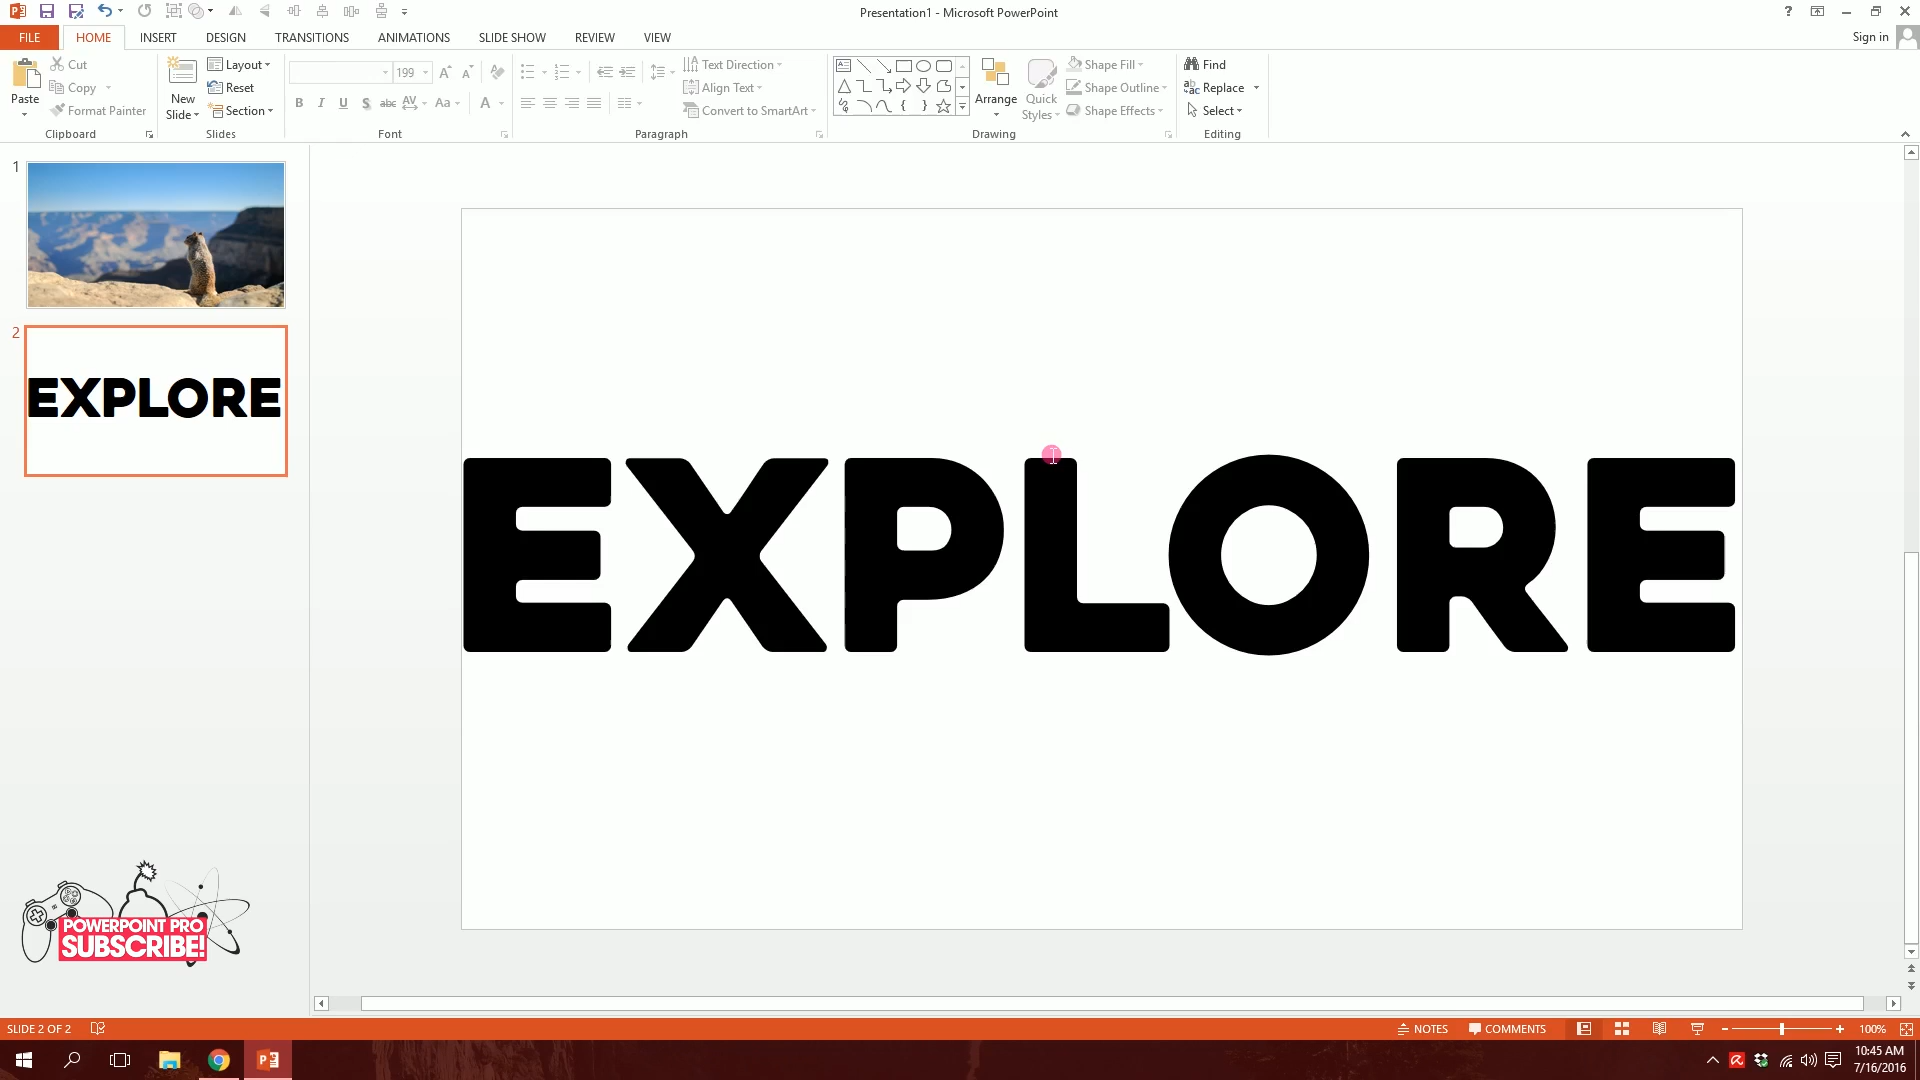 Presentation1 - Microsoft PowerPoint
?
FILE HOME INSERT DESIGN TRANSITIONS ANIMATIONS SLIDE SHOW REVIEW VIEW
Sign in
Paste
Cut
Copy
Format Painter
Clipboard
New
Slide
Layout
Reset
Section
Slides
199
B I U S abc AV Aa A
Font
Text Direction
Align Text
Convert to SmartArt
Paragraph
Arrange
Quick
Styles
Shape Fill
Shape Outline
Shape Effects
Drawing
Find
Replace
Select
Editing
1
2
EXPLORE
EXPLORE
POWERPOINT PRO
SUBSCRIBE!
SLIDE 2 OF 2
NOTES
COMMENTS
100%
10:45 AM
7/16/2016